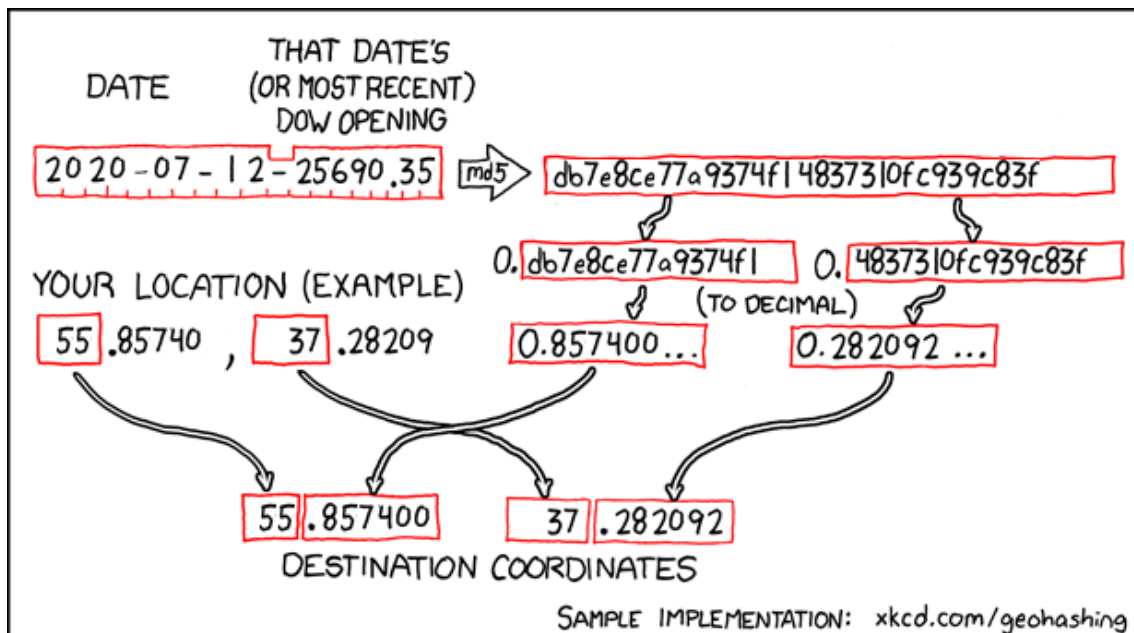 DATE
THAT DATE'S
(OR MOST RECENT)
DOW OPENING
2020-07-12-25690.35
md5
db7e8ce77a9374f14837310fc939c83f
0.db7e8ce77a9374f1
0.4837310fc939c83f
YOUR LOCATION (EXAMPLE)
(TO DECIMAL)
55.85740, 37.28209
0.857400...
0.282092...
55.857400
37.282092
DESTINATION COORDINATES
SAMPLE IMPLEMENTATION: xkcd.com/geohashing